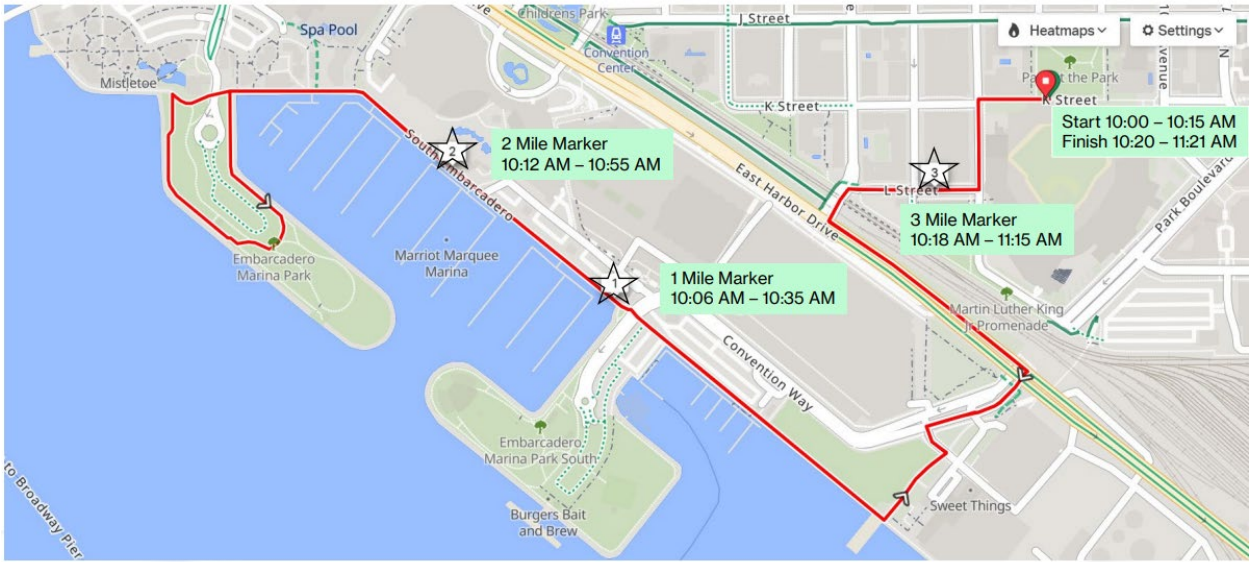 Childrens Park
J Street
Heatmaps
Settings
Spa Pool
Convention
Center
Mistletoe
K Street
K Street
Start 10:00 – 10:15 AM
Finish 10:20 – 11:21 AM
2
2 Mile Marker
10:12 AM – 10:55 AM
South Embarcadero
East Harbor Drive
3
L Street
Park Boulevard
3 Mile Marker
10:18 AM – 11:15 AM
Embarcadero
Marina Park
Marriot Marquee
Marina
1
1 Mile Marker
10:06 AM – 10:35 AM
Martin Luther King
Jr Promenade
Convention Way
Embarcadero
Marina Park South
Sweet Things
Burgers Bait
and Brew
to Broadway Pier